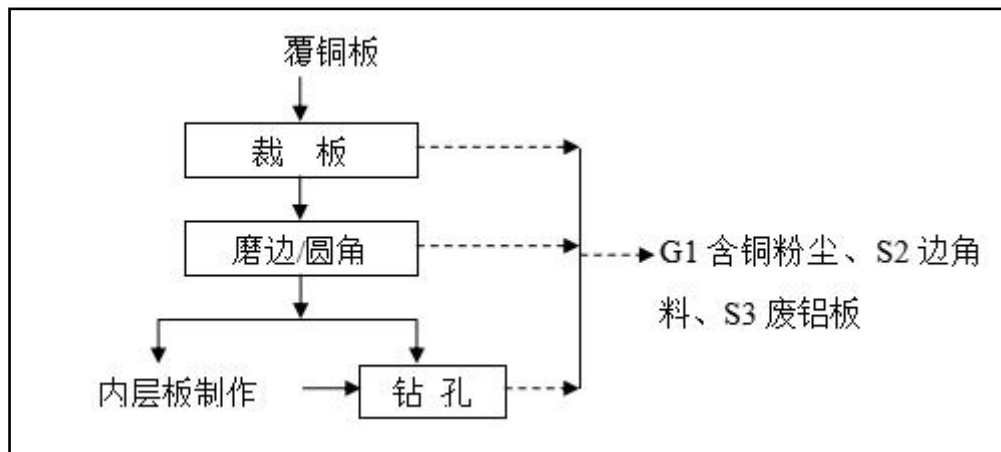 覆铜板
裁 板
磨边/圆角
G1 含铜粉尘、S2 边角
料、S3 废铝板
内层板制作
钻 孔